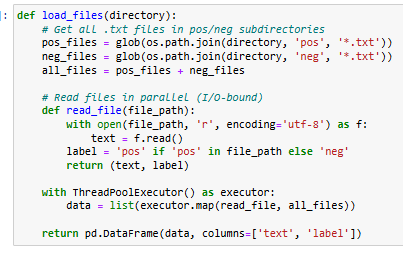 ]: def load_files(directory):
    # Get all .txt files in pos/neg subdirectories
    pos_files = glob(os.path.join(directory, 'pos', '*.txt'))
    neg_files = glob(os.path.join(directory, 'neg', '*.txt'))
    all_files = pos_files + neg_files

    # Read files in parallel (I/O-bound)
    def read_file(file_path):
        with open(file_path, 'r', encoding='utf-8') as f:
            text = f.read()
        label = 'pos' if 'pos' in file_path else 'neg'
        return (text, label)

    with ThreadPoolExecutor() as executor:
        data = list(executor.map(read_file, all_files))

    return pd.DataFrame(data, columns=['text', 'label'])